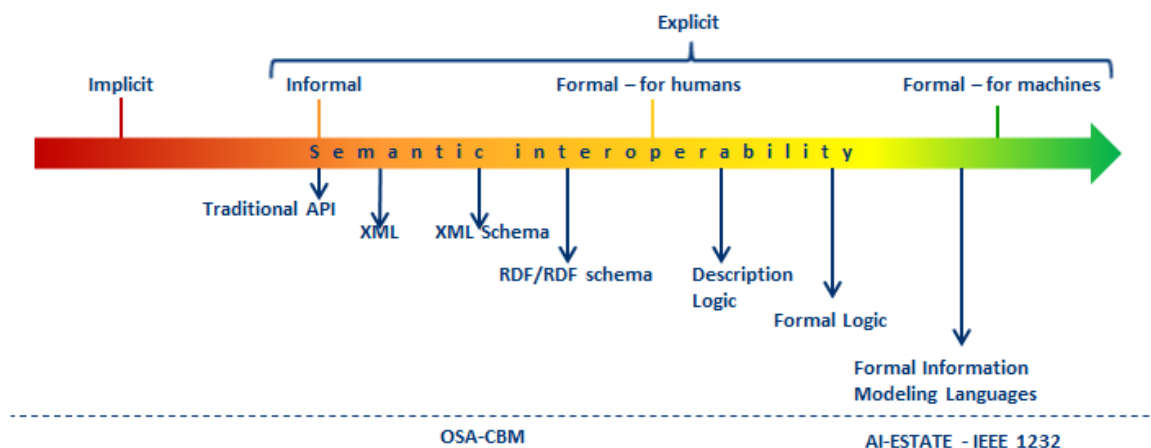 Explicit
Implicit
Informal
Formal – for humans
Formal – for machines
Semantic interoperability
Traditional API
XML
XML Schema
RDF/RDF schema
Description
Logic
Formal Logic
Formal Information
Modeling Languages
OSA-CBM
AI-ESTATE - IEEE 1232